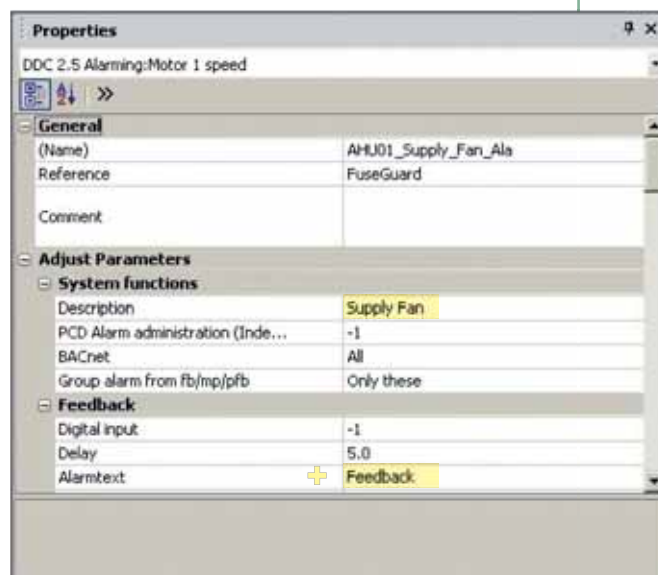 Properties
DDC 2.5 Alarming:Motor 1 speed
General
(Name) AHU01_Supply_Fan_Ala
Reference FuseGuard
Comment
Adjust Parameters
System functions
Description Supply Fan
PCD Alarm administration (Inde...) -1
BACnet All
Group alarm from fb/mp/pfb Only these
Feedback
Digital input -1
Delay 5.0
Alarmtext Feedback